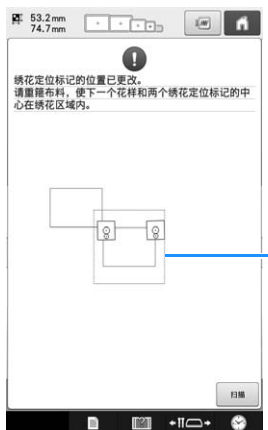 53.2 mm
74.7 mm
绣花定位标记的位置已更改。
请重箍布料，使下一个花样和两个绣花定位标记的中
心在绣花区域内。
扫描